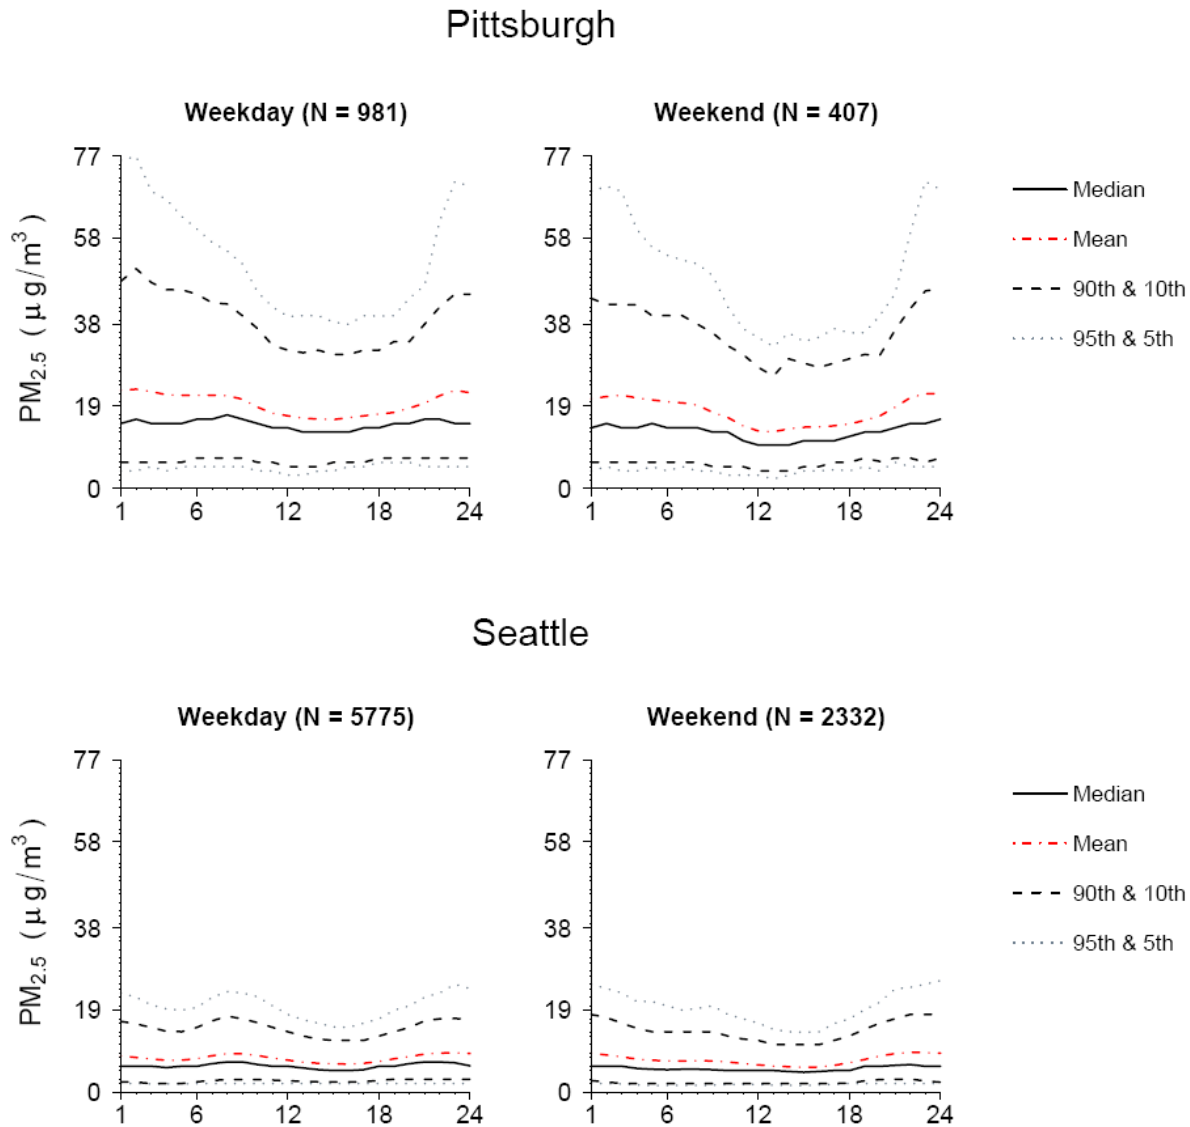 Pittsburgh
Weekday (N = 981)
Weekend (N = 407)
PM2.5 ( μ g/m³ )
77
58
38
19
0
1 6 12 18 24
77
58
38
19
0
1 6 12 18 24
Median
Mean
90th & 10th
95th & 5th
Seattle
Weekday (N = 5775)
Weekend (N = 2332)
PM2.5 ( μ g/m³ )
77
58
38
19
0
1 6 12 18 24
77
58
38
19
0
1 6 12 18 24
Median
Mean
90th & 10th
95th & 5th